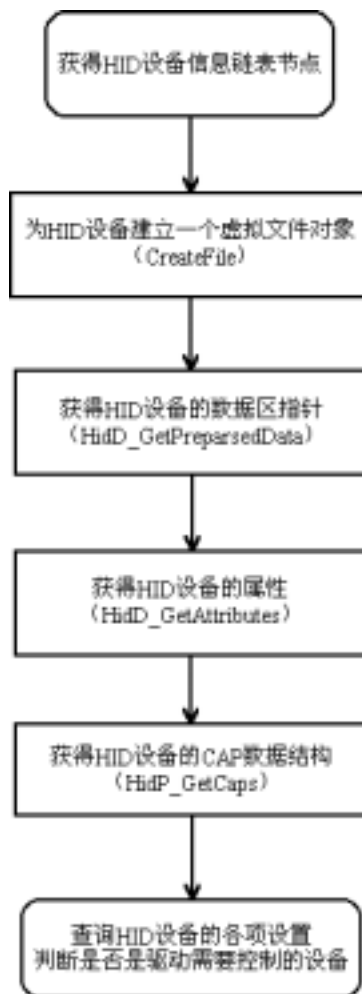 获得HID设备信息链表节点
为HID设备建立一个虚拟文件对象
(CreateFile)
获得HID设备的数据区指针
(HidD_GetPreparsedData)
获得HID设备的属性
(HidD_GetAttributes)
获得HID设备的CAP数据结构
(HidP_GetCaps)
查询HID设备的各项设置
判断是否是驱动需要控制的设备